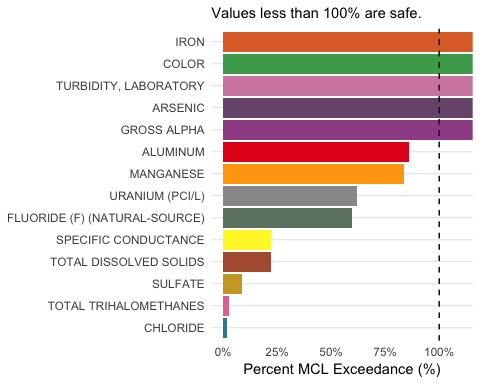 Values less than 100% are safe.
IRON
COLOR
TURBIDITY, LABORATORY
ARSENIC
GROSS ALPHA
ALUMINUM
MANGANESE
URANIUM (PCI/L)
FLUORIDE (F) (NATURAL-SOURCE)
SPECIFIC CONDUCTANCE
TOTAL DISSOLVED SOLIDS
SULFATE
TOTAL TRIHALOMETHANES
CHLORIDE
0% 25% 50% 75% 100%
Percent MCL Exceedance (%)